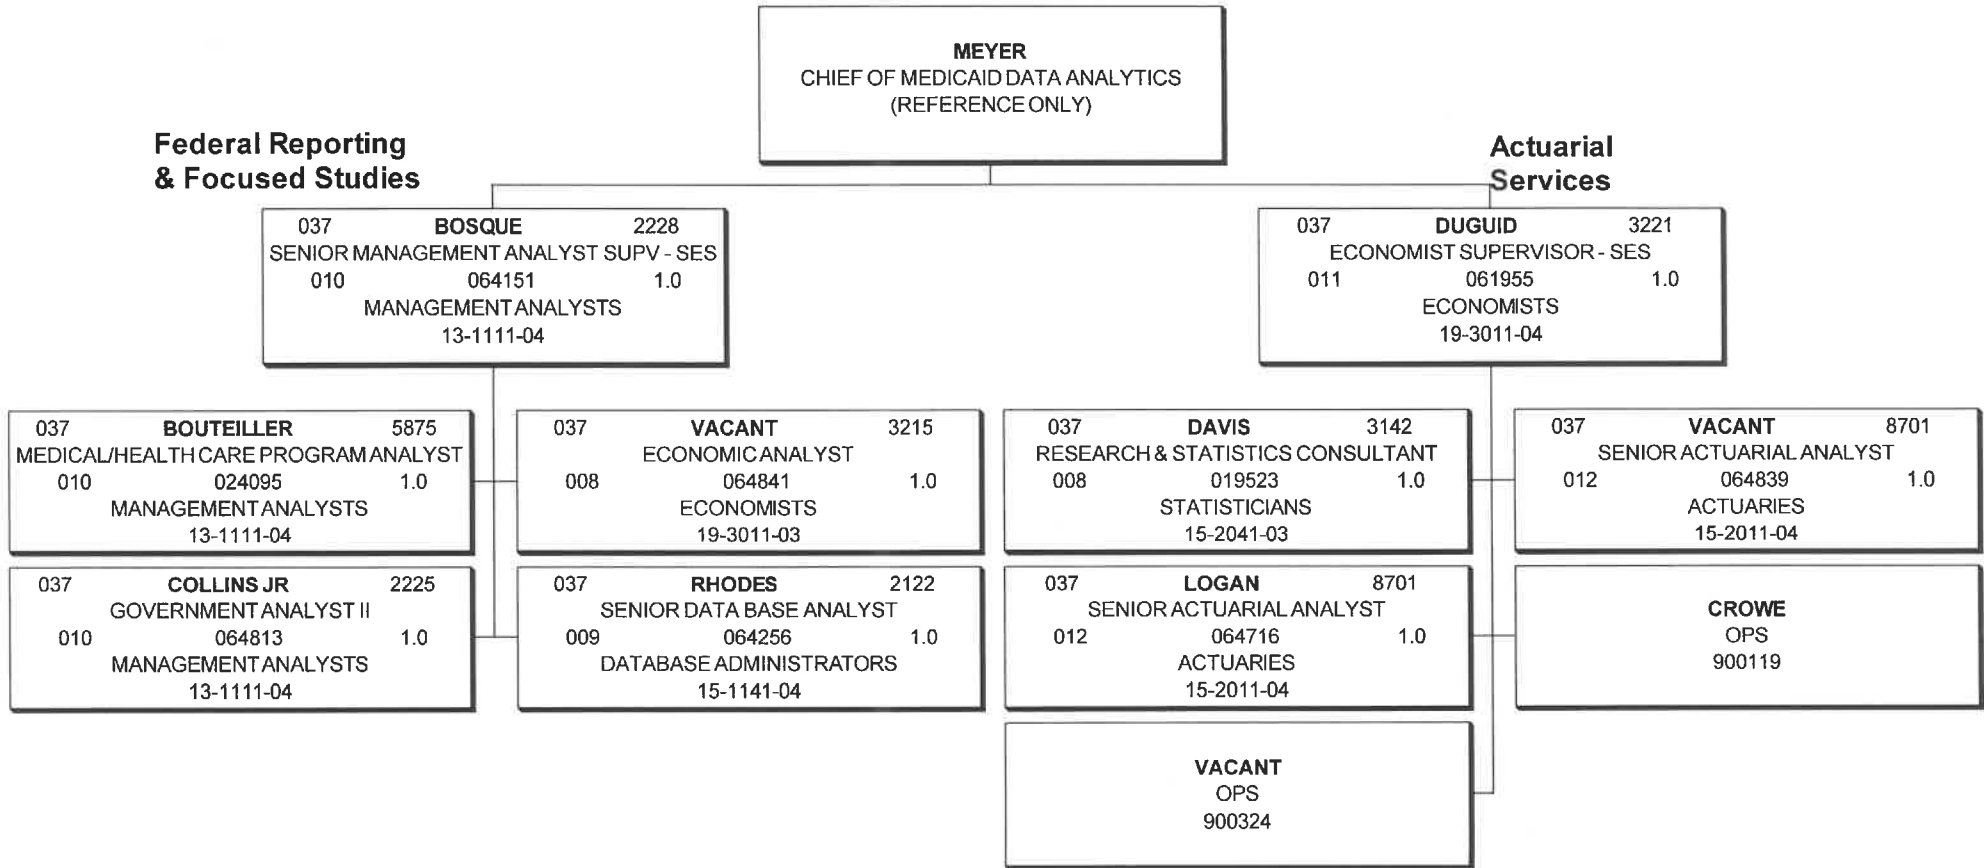 MEYER
CHIEF OF MEDICAID DATA ANALYTICS
(REFERENCE ONLY)
Federal Reporting
& Focused Studies
Actuarial
Services
037 BOSQUE 2228
SENIOR MANAGEMENT ANALYST SUPV - SES
010 064151 1.0
MANAGEMENT ANALYSTS
13-1111-04
037 DUGUID 3221
ECONOMIST SUPERVISOR - SES
011 061955 1.0
ECONOMISTS
19-3011-04
037 BOUTEILLER 5875
MEDICAL/HEALTH CARE PROGRAM ANALYST
010 024095 1.0
MANAGEMENT ANALYSTS
13-1111-04
037 VACANT 3215
ECONOMIC ANALYST
008 064841 1.0
ECONOMISTS
19-3011-03
037 DAVIS 3142
RESEARCH & STATISTICS CONSULTANT
008 019523 1.0
STATISTICIANS
15-2041-03
037 VACANT 8701
SENIOR ACTUARIAL ANALYST
012 064839 1.0
ACTUARIES
15-2011-04
037 COLLINS JR 2225
GOVERNMENT ANALYST II
010 064813 1.0
MANAGEMENT ANALYSTS
13-1111-04
037 RHODES 2122
SENIOR DATA BASE ANALYST
009 064256 1.0
DATABASE ADMINISTRATORS
15-1141-04
037 LOGAN 8701
SENIOR ACTUARIAL ANALYST
012 064716 1.0
ACTUARIES
15-2011-04
CROWE
OPS
900119
VACANT
OPS
900324